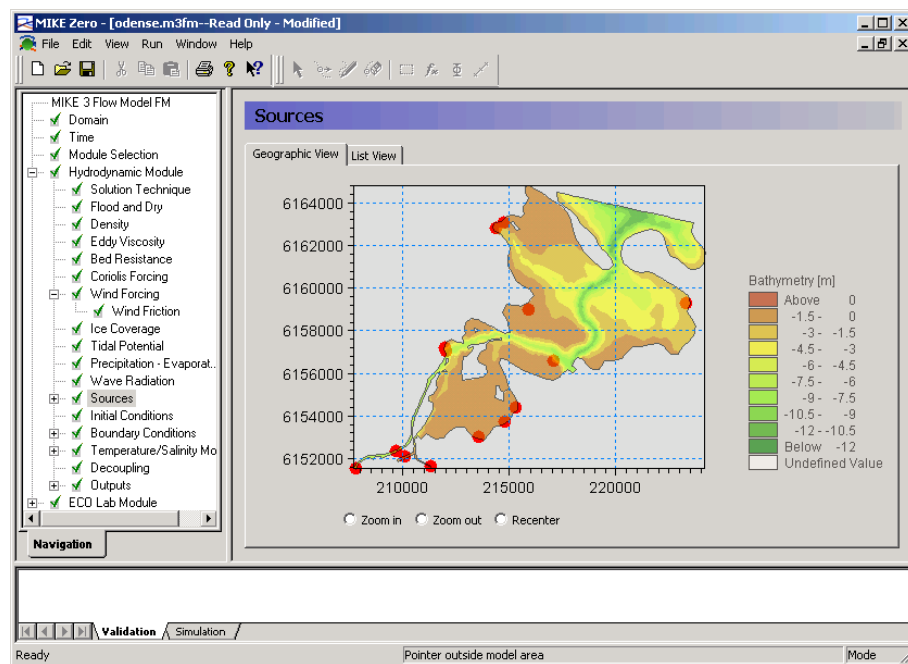 MIKE Zero - [odense.m3fm--Read Only - Modified]
File Edit View Run Window Help
MIKE 3 Flow Model FM
Domain
Time
Module Selection
Hydrodynamic Module
Solution Technique
Flood and Dry
Density
Eddy Viscosity
Bed Resistance
Coriolis Forcing
Wind Forcing
Wind Friction
Ice Coverage
Tidal Potential
Precipitation - Evaporat..
Wave Radiation
Sources
Initial Conditions
Boundary Conditions
Temperature/Salinity Mo
Decoupling
Outputs
ECO Lab Module
Navigation
Sources
Geographic View List View
6164000
6162000
6160000
6158000
6156000
6154000
6152000
210000 215000 220000
Bathymetry [m]
Above 0
-1.5 - 0
-3 - -1.5
-4.5 - -3
-6 - -4.5
-7.5 - -6
-9 - -7.5
-10.5 - -9
-12 - -10.5
Below -12
Undefined Value
Zoom in Zoom out Recenter
Validation Simulation
Ready Pointer outside model area Mode